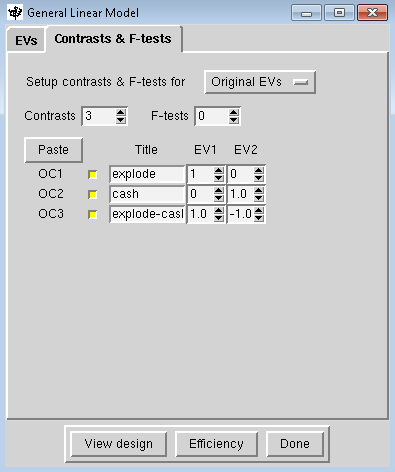 General Linear Model
EVs Contrasts & F-tests
Setup contrasts & F-tests for Original EVs
Contrasts 3 F-tests 0
Paste Title EV1 EV2
OC1 explode 1 0
OC2 cash 0 1.0
OC3 explode-cash 1.0 -1.0
View design Efficiency Done